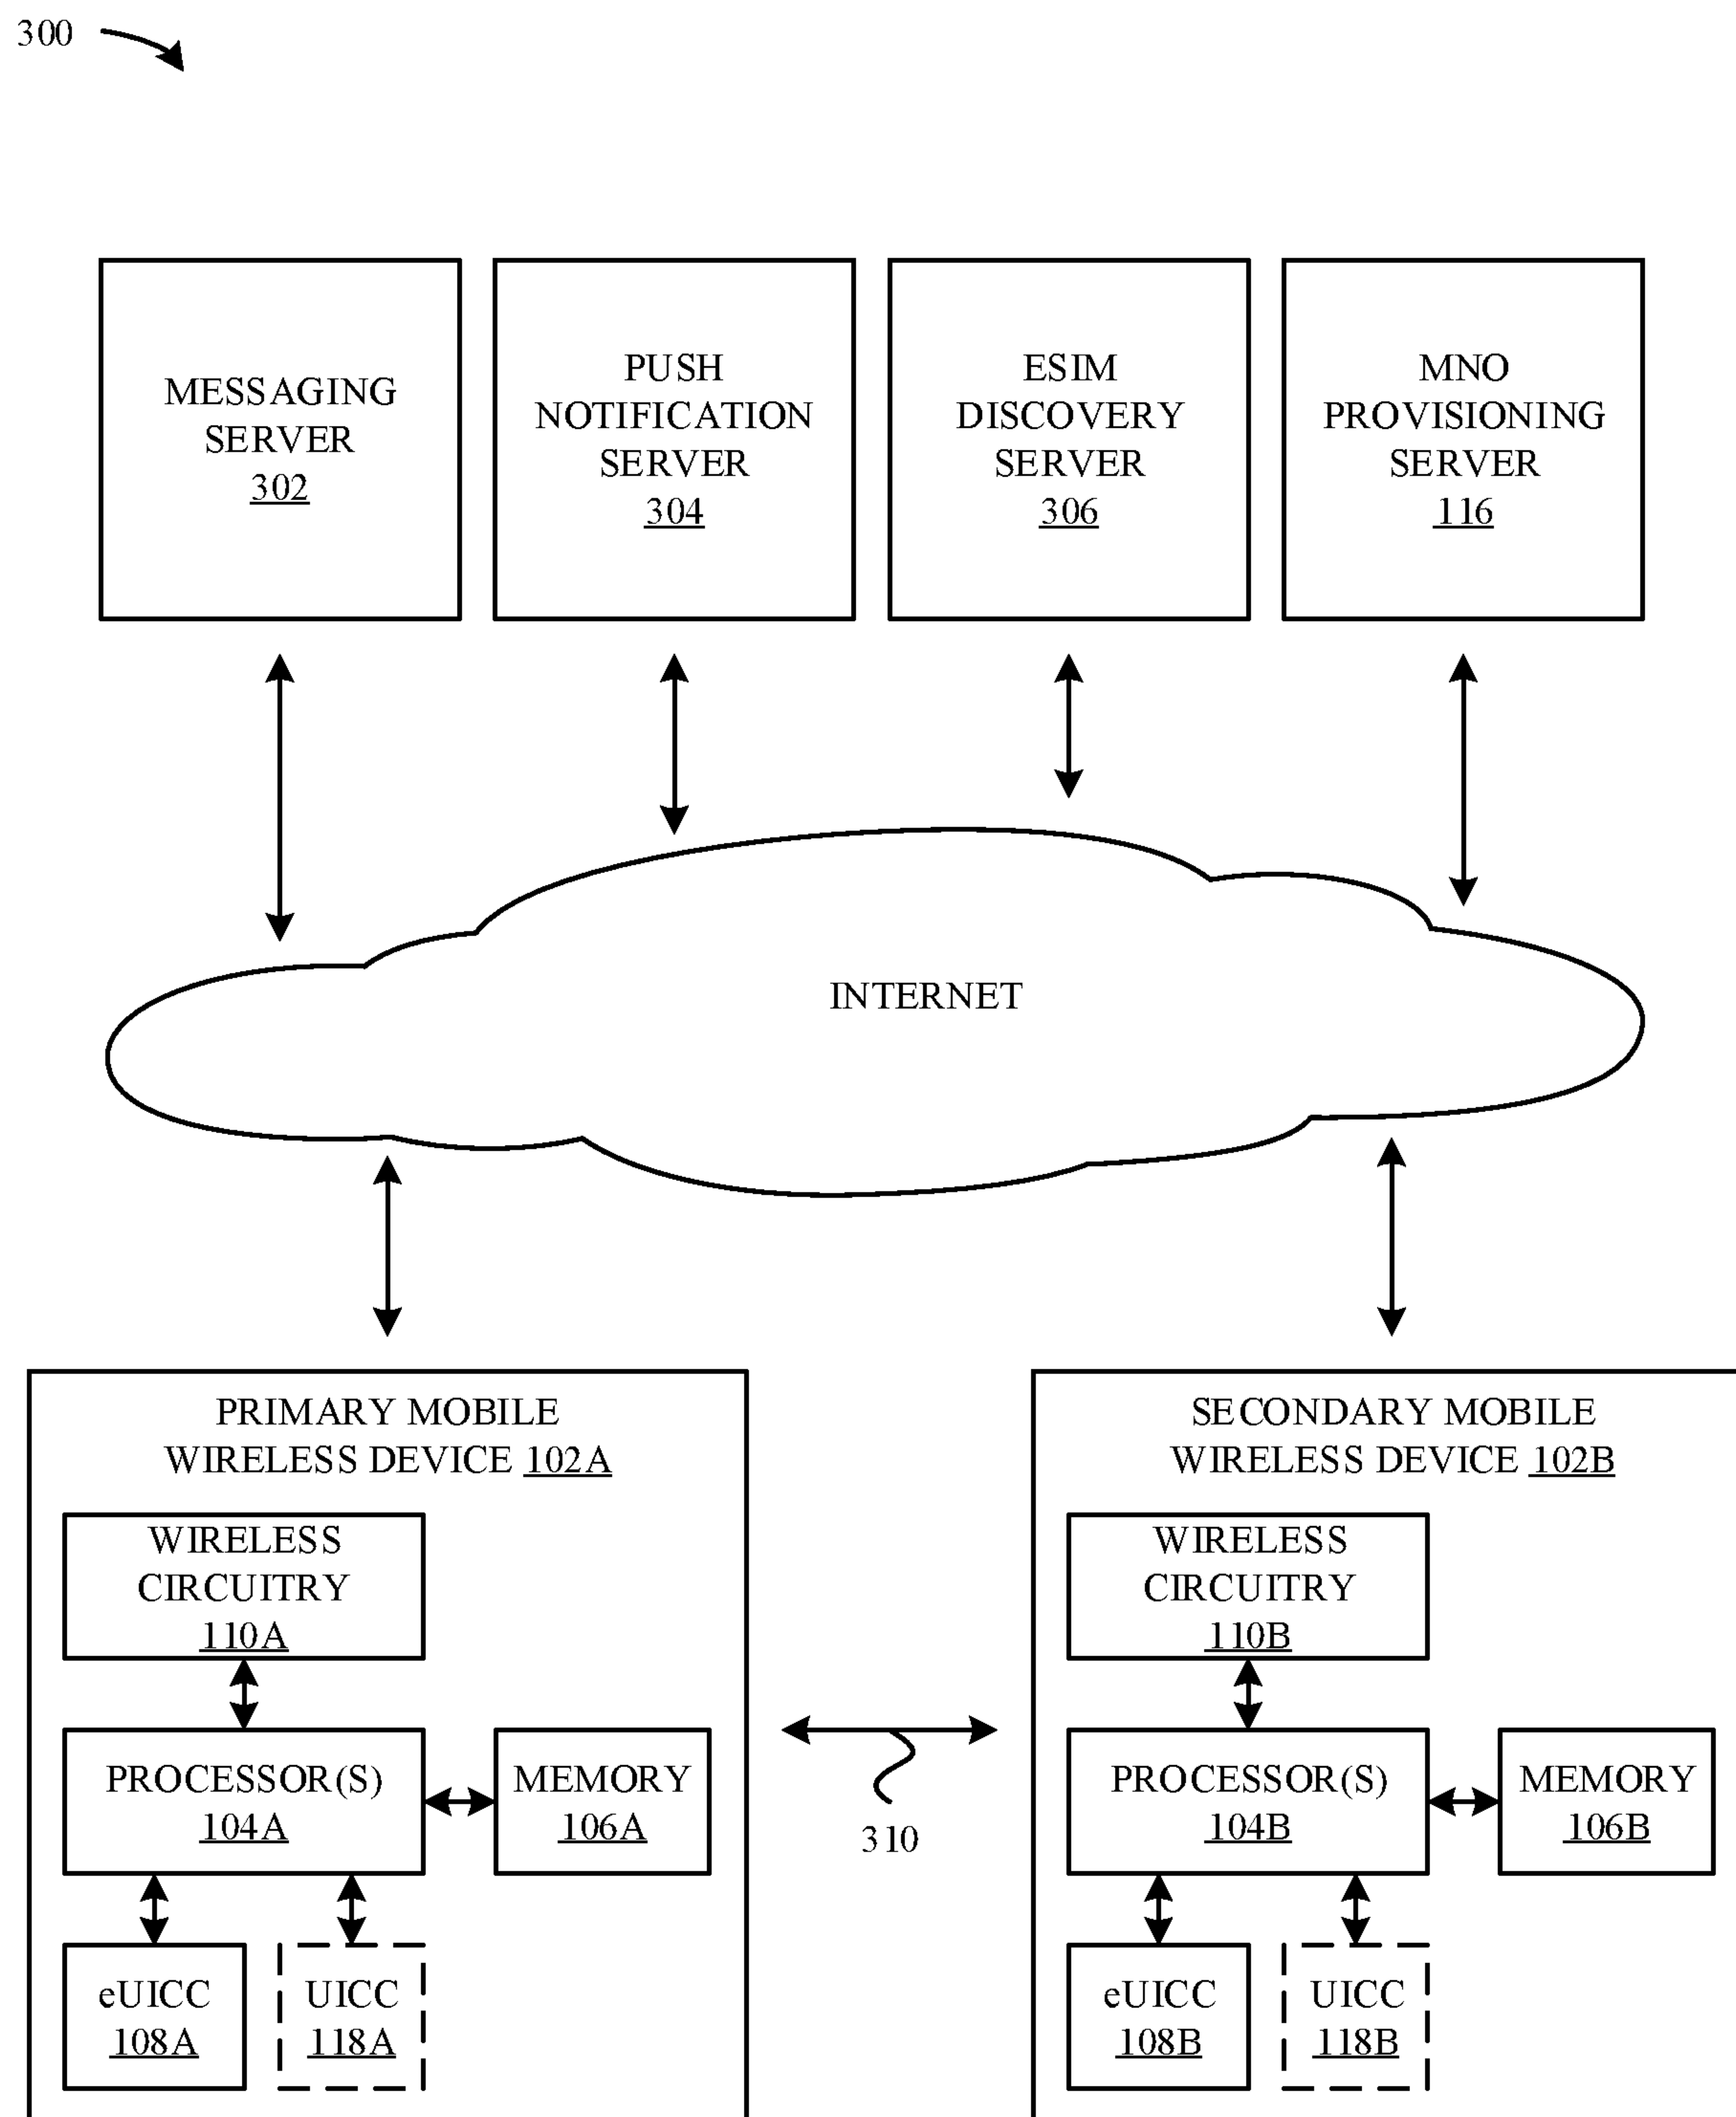 300
MESSAGING
SERVER
302
PUSH
NOTIFICATION
SERVER
304
ESIM
DISCOVERY
SERVER
306
MNO
PROVISIONING
SERVER
116
INTERNET
PRIMARY MOBILE
WIRELESS DEVICE 102A
WIRELESS
CIRCUITRY
110A
PROCESSOR(S)
104A
MEMORY
106A
eUICC
108A
UICC
118A
310
SECONDARY MOBILE
WIRELESS DEVICE 102B
WIRELESS
CIRCUITRY
110B
PROCESSOR(S)
104B
MEMORY
106B
eUICC
108B
UICC
118B